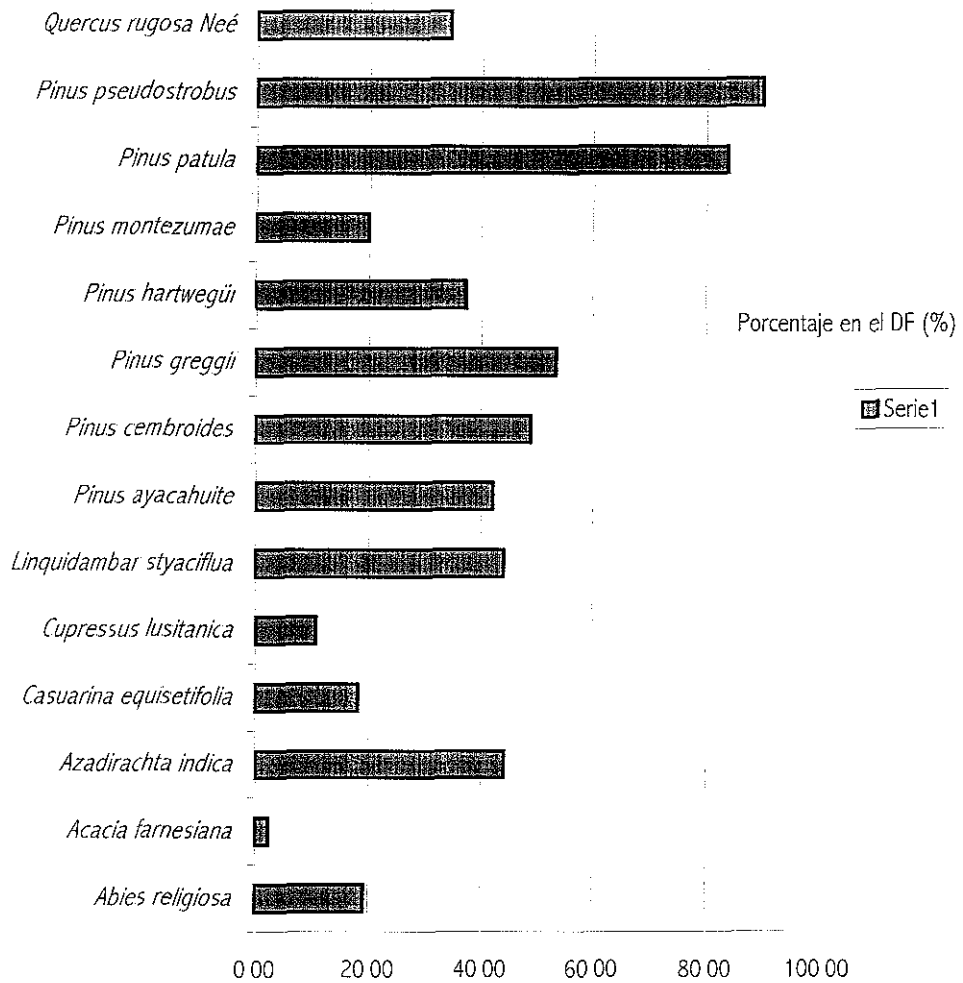 Quercus rugosa Neé
Pinus pseudostrobus
Pinus patula
Pinus montezumae
Pinus hartwegüi
Pinus greggii
Porcentaje en el DF (%)
Serie1
Pinus cembroides
Pinus ayacahuite
Linquidambar styaciflua
Cupressus lusitanica
Casuarina equisetifolia
Azadirachta indica
Acacia farnesiana
Abies religiosa
0 00 20 00 40 00 60 00 80 00 100 00